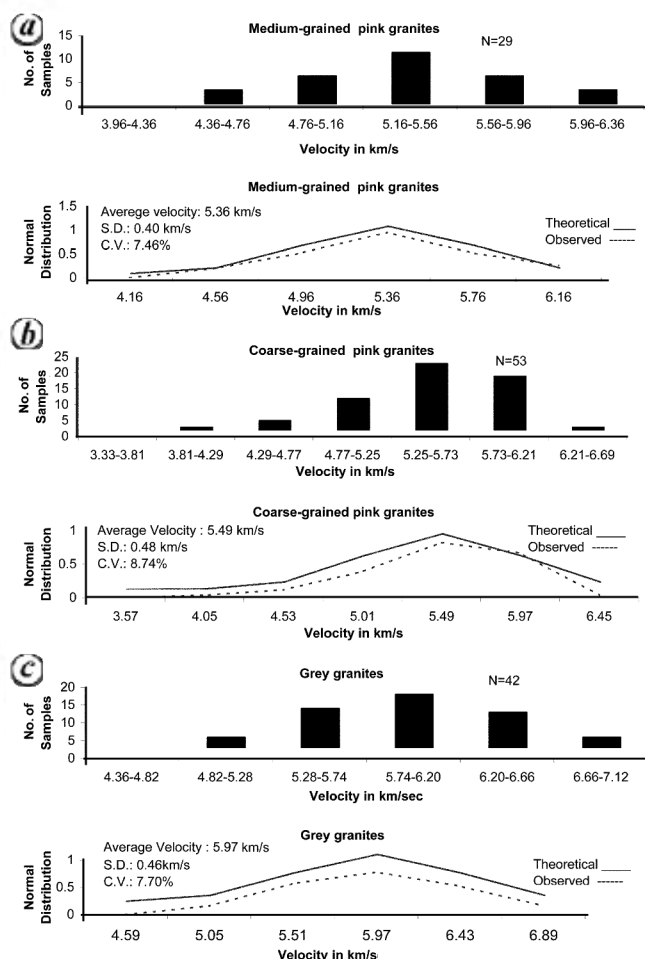 a
Medium-grained pink granites
N=29
No. of
Samples
15
10
5
0
3.96-4.36 4.36-4.76 4.76-5.16 5.16-5.56 5.56-5.96 5.96-6.36
Velocity in km/s
Medium-grained pink granites
Normal
Distribution
1.5
1
0.5
0
Averege velocity: 5.36 km/s
S.D.: 0.40 km/s
C.V.: 7.46%
Theoretical
Observed
4.16 4.56 4.96 5.36 5.76 6.16
Velocity in km/s
b
Coarse-grained pink granites
N=53
No. of
Samples
25
20
15
10
5
0
3.33-3.81 3.81-4.29 4.29-4.77 4.77-5.25 5.25-5.73 5.73-6.21 6.21-6.69
Velocity in km/s
Coarse-grained pink granites
Normal
Distribution
1
0.5
0
Average Velocity : 5.49 km/s
S.D.: 0.48 km/s
C.V.: 8.74%
Theoretical
Observed
3.57 4.05 4.53 5.01 5.49 5.97 6.45
Velocity in km/s
c
Grey granites
N=42
No. of
Samples
20
15
10
5
0
4.36-4.82 4.82-5.28 5.28-5.74 5.74-6.20 6.20-6.66 6.66-7.12
Velocity in km/sec
Grey granites
Normal
Distribution
1
0.5
0
Average Velocity : 5.97 km/s
S.D.: 0.46km/s
C.V.: 7.70%
Theoretical
Observed
4.59 5.05 5.51 5.97 6.43 6.89
Velocity in km/s